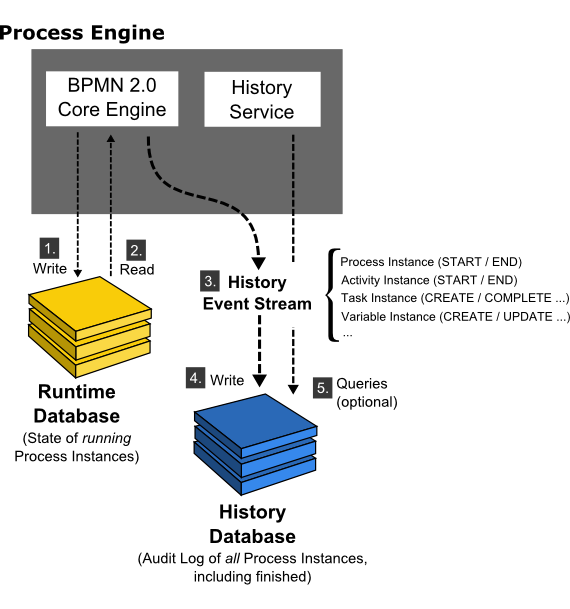 Process Engine
BPMN 2.0
Core Engine
History
Service
1.
Write
2.
Read
3.
History
Event Stream
Process Instance (START / END)
Activity Instance (START / END)
Task Instance (CREATE / COMPLETE ...)
Variable Instance (CREATE / UPDATE ...)
...
4.
Write
5.
Queries
(optional)
Runtime
Database
(State of running
Process Instances)
History
Database
(Audit Log of all Process Instances,
including finished)